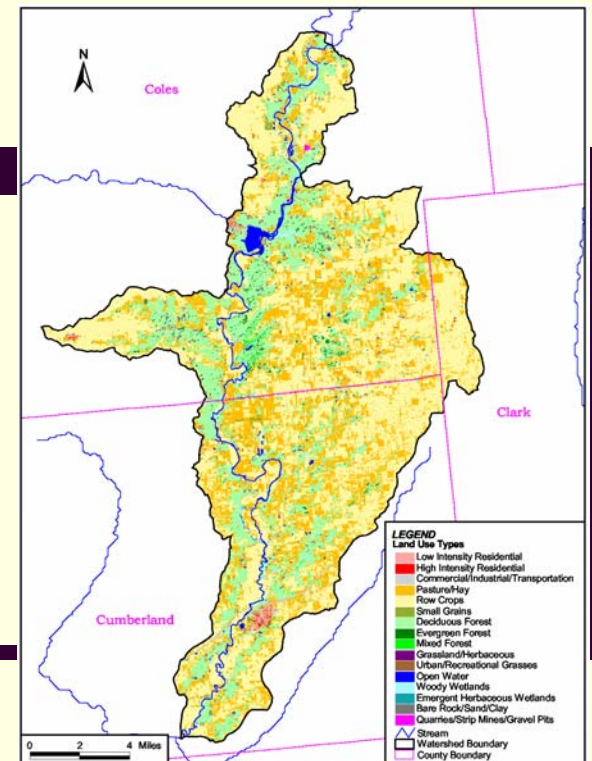 N
Coles
Clark
Cumberland
LEGEND
Land Use Types
Low Intensity Residential
High Intensity Residential
Commercial/Industrial/Transportation
Pasture/Hay
Row Crops
Small Grains
Deciduous Forest
Evergreen Forest
Mixed Forest
Grassland/Herbaceous
Urban/Recreational Grasses
Open Water
Woody Wetlands
Emergent Herbaceous Wetlands
Bare Rock/Sand/Clay
Quarries/Strip Mines/Gravel Pits
Stream
Watershed Boundary
County Boundary
0 2 4 Miles